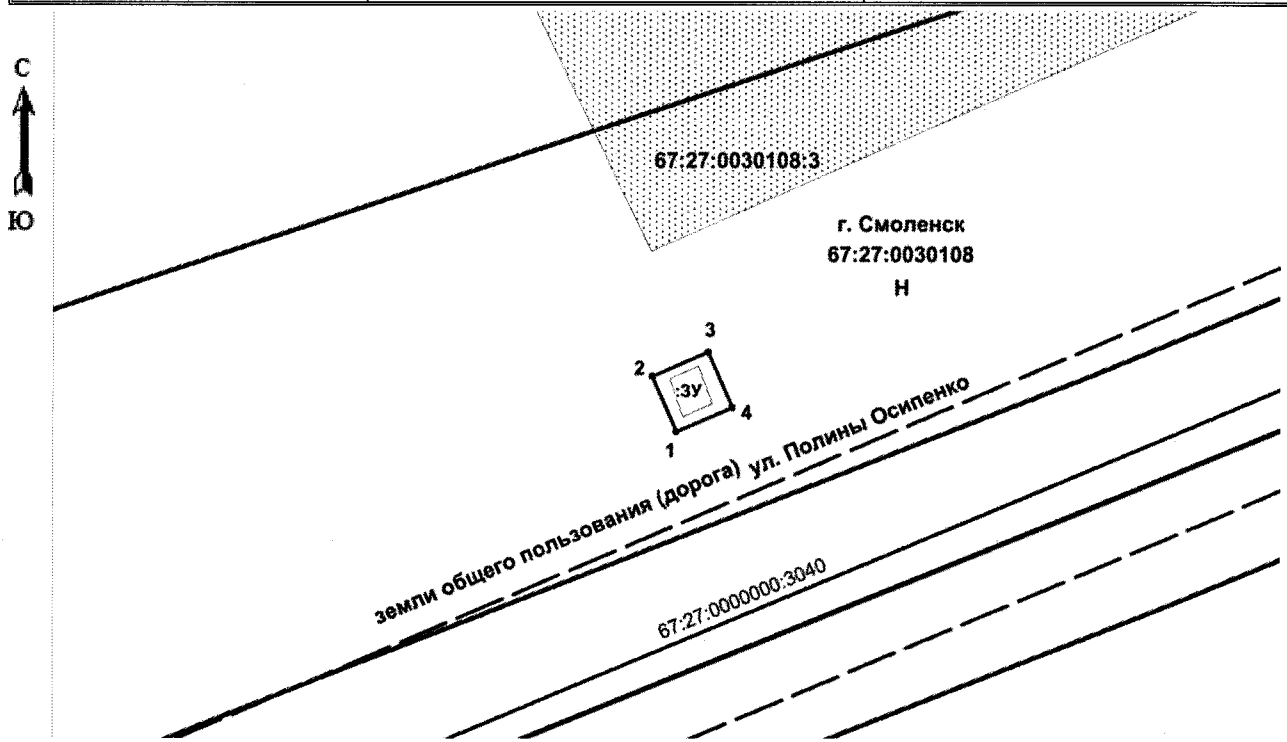 С
Ю
67:27:0030108:3
г. Смоленск
67:27:0030108
Н
3
2
:ЗУ
4
1
земли общего пользования (дорога) ул. Полины Осипенко
67:27:0000000:3040